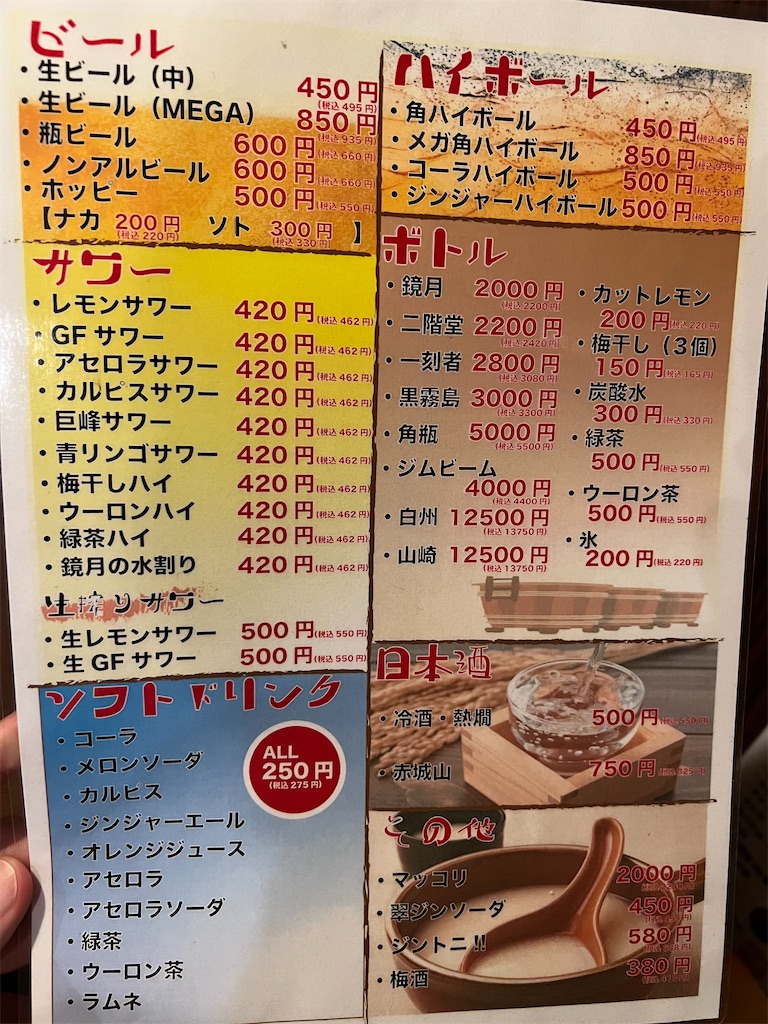 ビール
・生ビール（中） 450円 (税込495円)
・生ビール（MEGA） 850円 (税込935円)
・瓶ビール 600円 (税込660円)
・ノンアルビール 600円 (税込660円)
・ホッピー 500円 (税込550円)
【ナカ 200円 (税込220円) ソト 300円 (税込330円) 】
サワー
・レモンサワー 420円 (税込462円)
・GFサワー 420円 (税込462円)
・アセロラサワー 420円 (税込462円)
・カルピスサワー 420円 (税込462円)
・巨峰サワー 420円 (税込462円)
・青リンゴサワー 420円 (税込462円)
・梅干しハイ 420円 (税込462円)
・ウーロンハイ 420円 (税込462円)
・緑茶ハイ 420円 (税込462円)
・鏡月の水割り 420円 (税込462円)
生搾りサワー
・生レモンサワー 500円 (税込550円)
・生GFサワー 500円 (税込550円)
ソフトドリンク
ALL
250円
(税込275円)
・コーラ
・メロンソーダ
・カルピス
・ジンジャーエール
・オレンジジュース
・アセロラ
・アセロラソーダ
・緑茶
・ウーロン茶
・ラムネ
ハイボール
・角ハイボール 450円 (税込495円)
・メガ角ハイボール 850円 (税込935円)
・コーラハイボール 500円 (税込550円)
・ジンジャーハイボール 500円 (税込550円)
ボトル
・鏡月 2000円 (税込2200円)
・二階堂 2200円 (税込2420円)
・一刻者 2800円 (税込3080円)
・黒霧島 3000円 (税込3300円)
・角瓶 5000円 (税込5500円)
・ジムビーム
4000円 (税込4400円)
・白州 12500円 (税込13750円)
・山崎 12500円 (税込13750円)
・カットレモン
200円 (税込220円)
・梅干し（3個）
150円 (税込165円)
・炭酸水
300円 (税込330円)
・緑茶
500円 (税込550円)
・ウーロン茶
500円 (税込550円)
・氷
200円 (税込220円)
日本酒
・冷酒・熱燗 500円 (税込550円)
・赤城山 750円 (税込825円)
その他
・マッコリ 2000円
・翠ジンソーダ 450円
・ジントニ!! 580円
・梅酒 380円